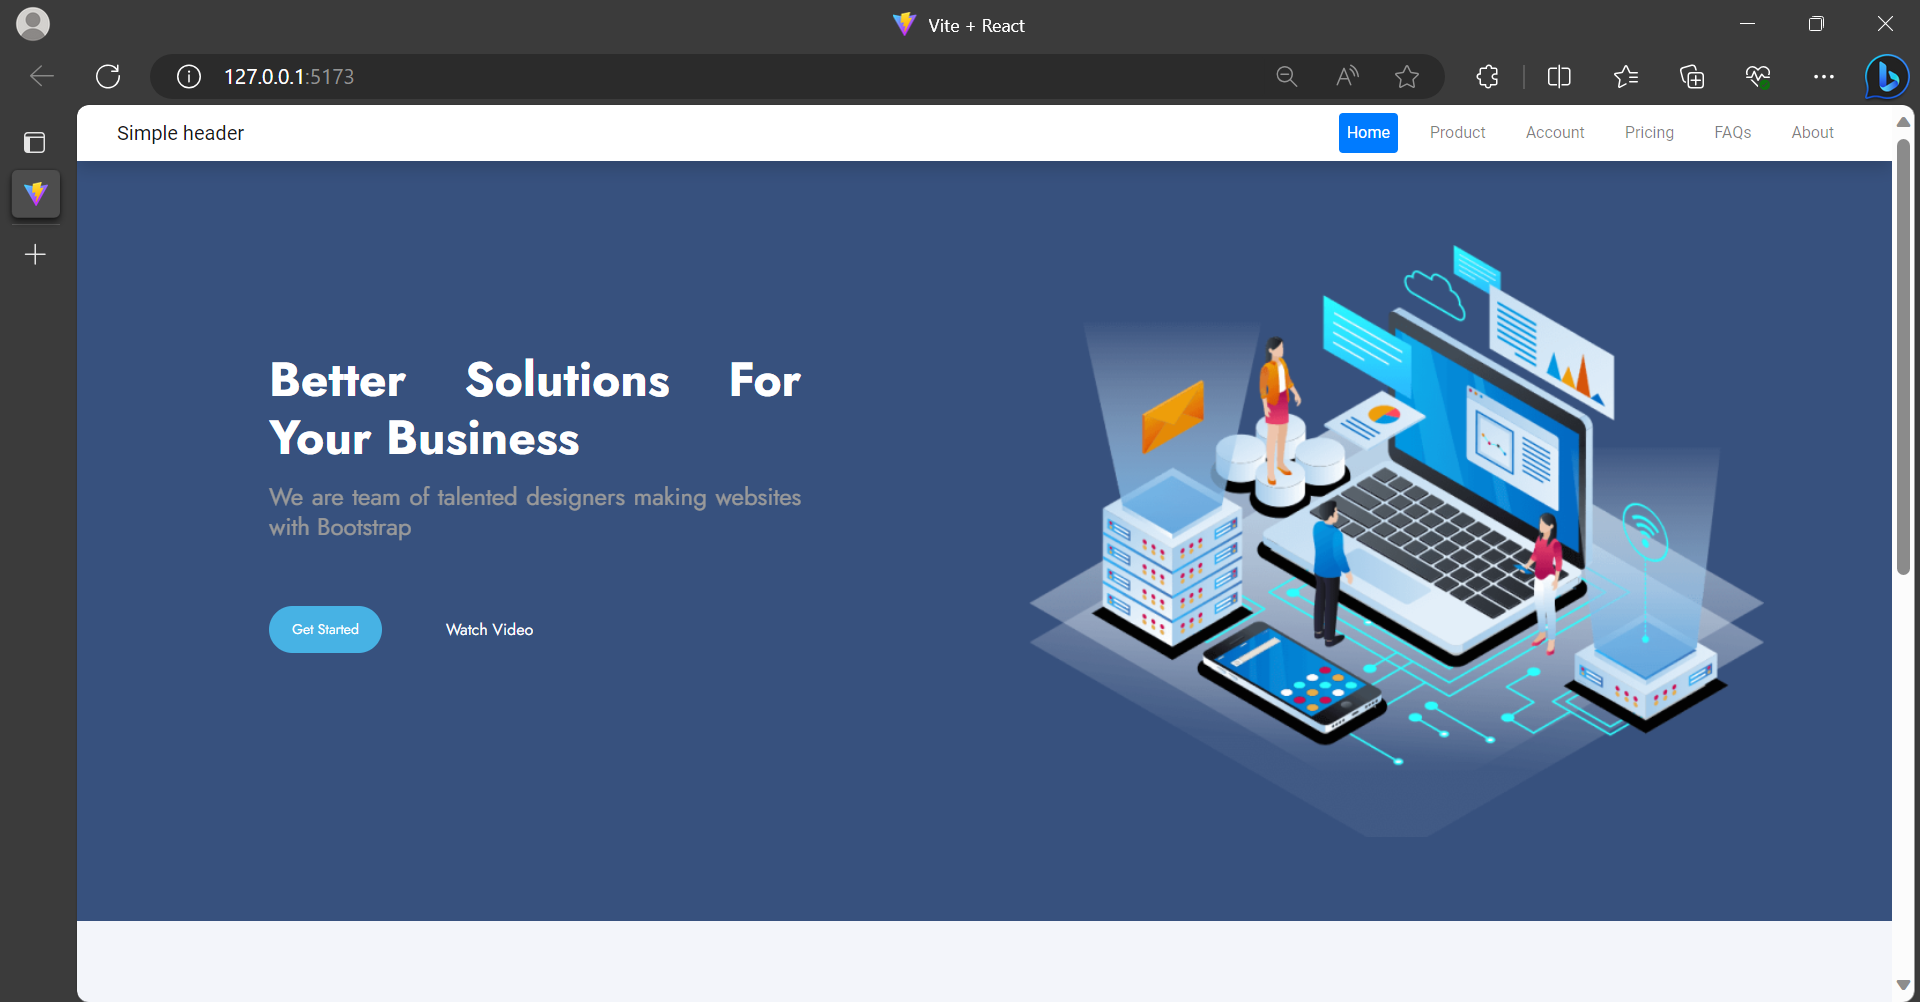 Vite + React
127.0.0.1:5173
Simple header
Home Product Account Pricing FAQs About
Better Solutions For
Your Business
We are team of talented designers making websites
with Bootstrap
Get Started Watch Video